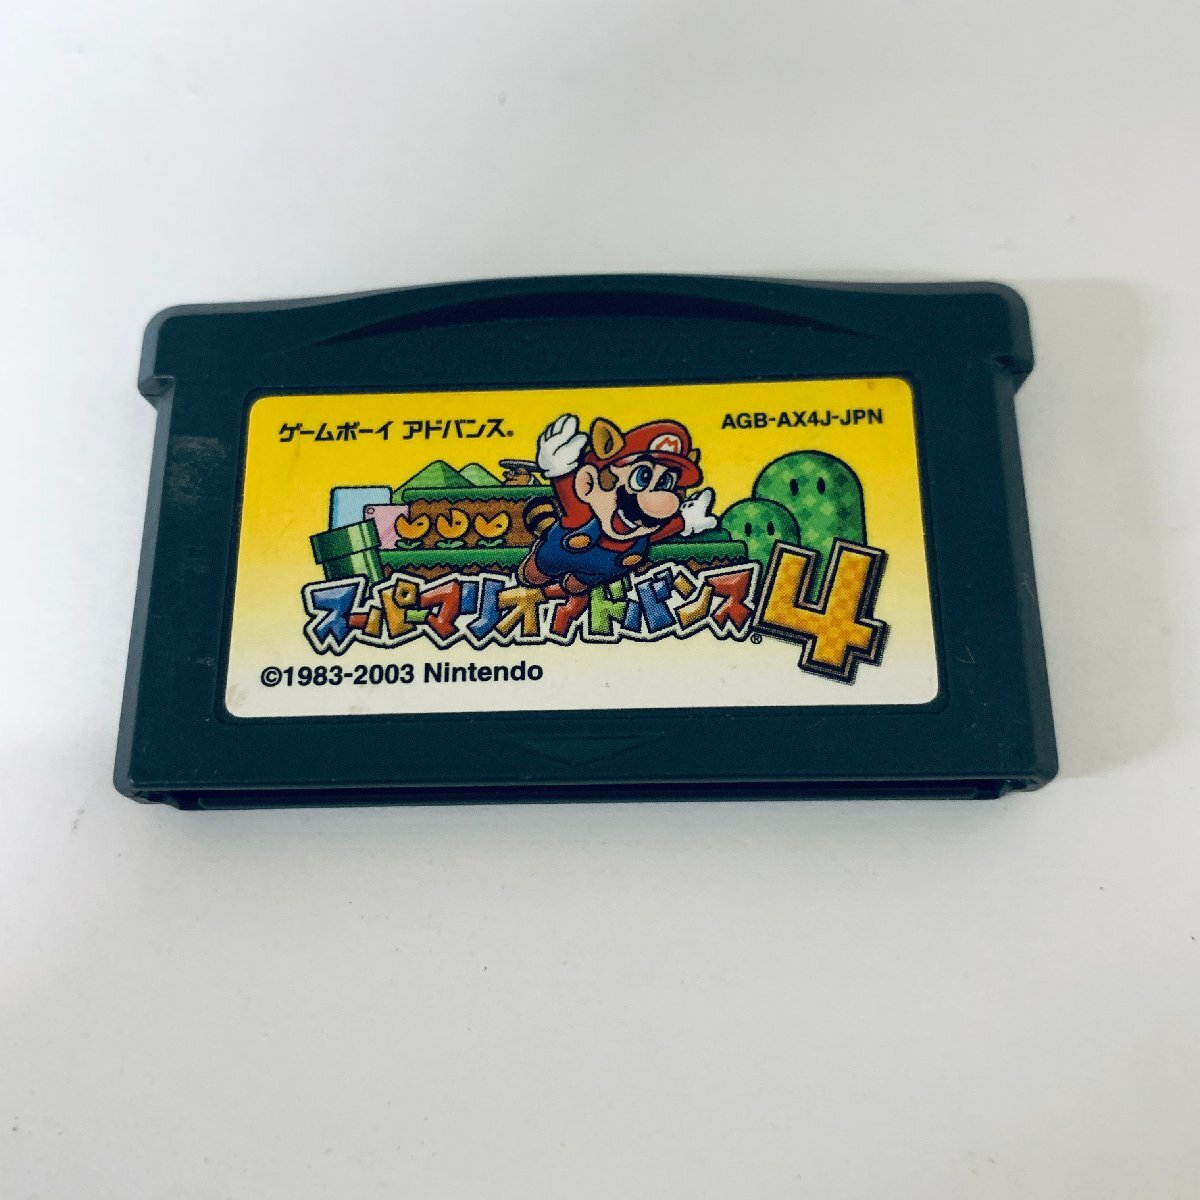 ゲームボーイ アドバンス®
AGB-AX4J-JPN
M
スーパーマリオアドバンス4®
©1983-2003 Nintendo